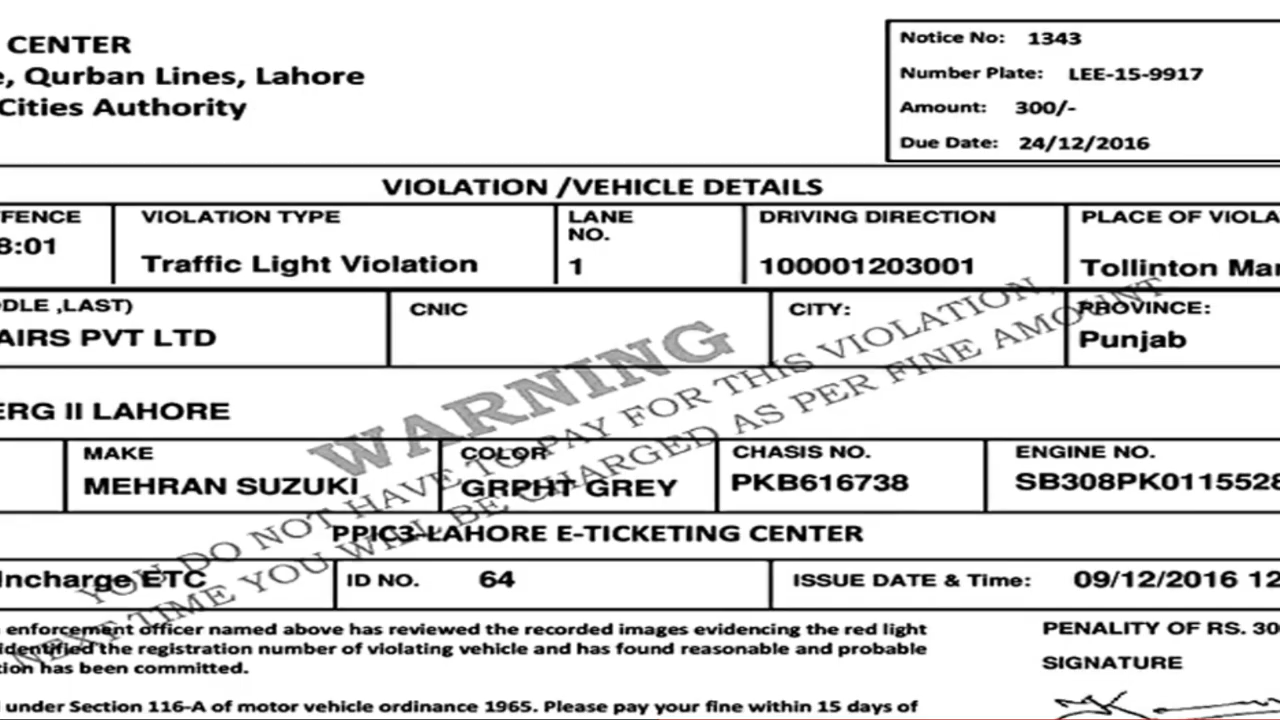 CENTER
e, Qurban Lines, Lahore
Cities Authority
Notice No: 1343
Number Plate: LEE-15-9917
Amount: 300/-
Due Date: 24/12/2016
VIOLATION /VEHICLE DETAILS
FENCE
8:01
VIOLATION TYPE
Traffic Light Violation
LANE
NO.
1
DRIVING DIRECTION
100001203001
PLACE OF VIOLA
Tollinton Mar
DDLE ,LAST)
AIRS PVT LTD
CNIC
CITY:
PROVINCE:
Punjab
WARNING
YOU DO NOT HAVE TO PAY FOR THIS VIOLATION,
NEXT TIME YOU WILL BE CHARGED AS PER FINE AMOUNT
ERG II LAHORE
MAKE
MEHRAN SUZUKI
COLOR
GRPHT GREY
CHASIS NO.
PKB616738
ENGINE NO.
SB308PK0115528
PPIC3-LAHORE E-TICKETING CENTER
Incharge ETC
ID NO. 64
ISSUE DATE & Time: 09/12/2016 12
enforcement officer named above has reviewed the recorded images evidencing the red light
identified the registration number of violating vehicle and has found reasonable and probable
tion has been committed.
PENALITY OF RS. 30
SIGNATURE
under Section 116-A of motor vehicle ordinance 1965. Please pay your fine within 15 days of